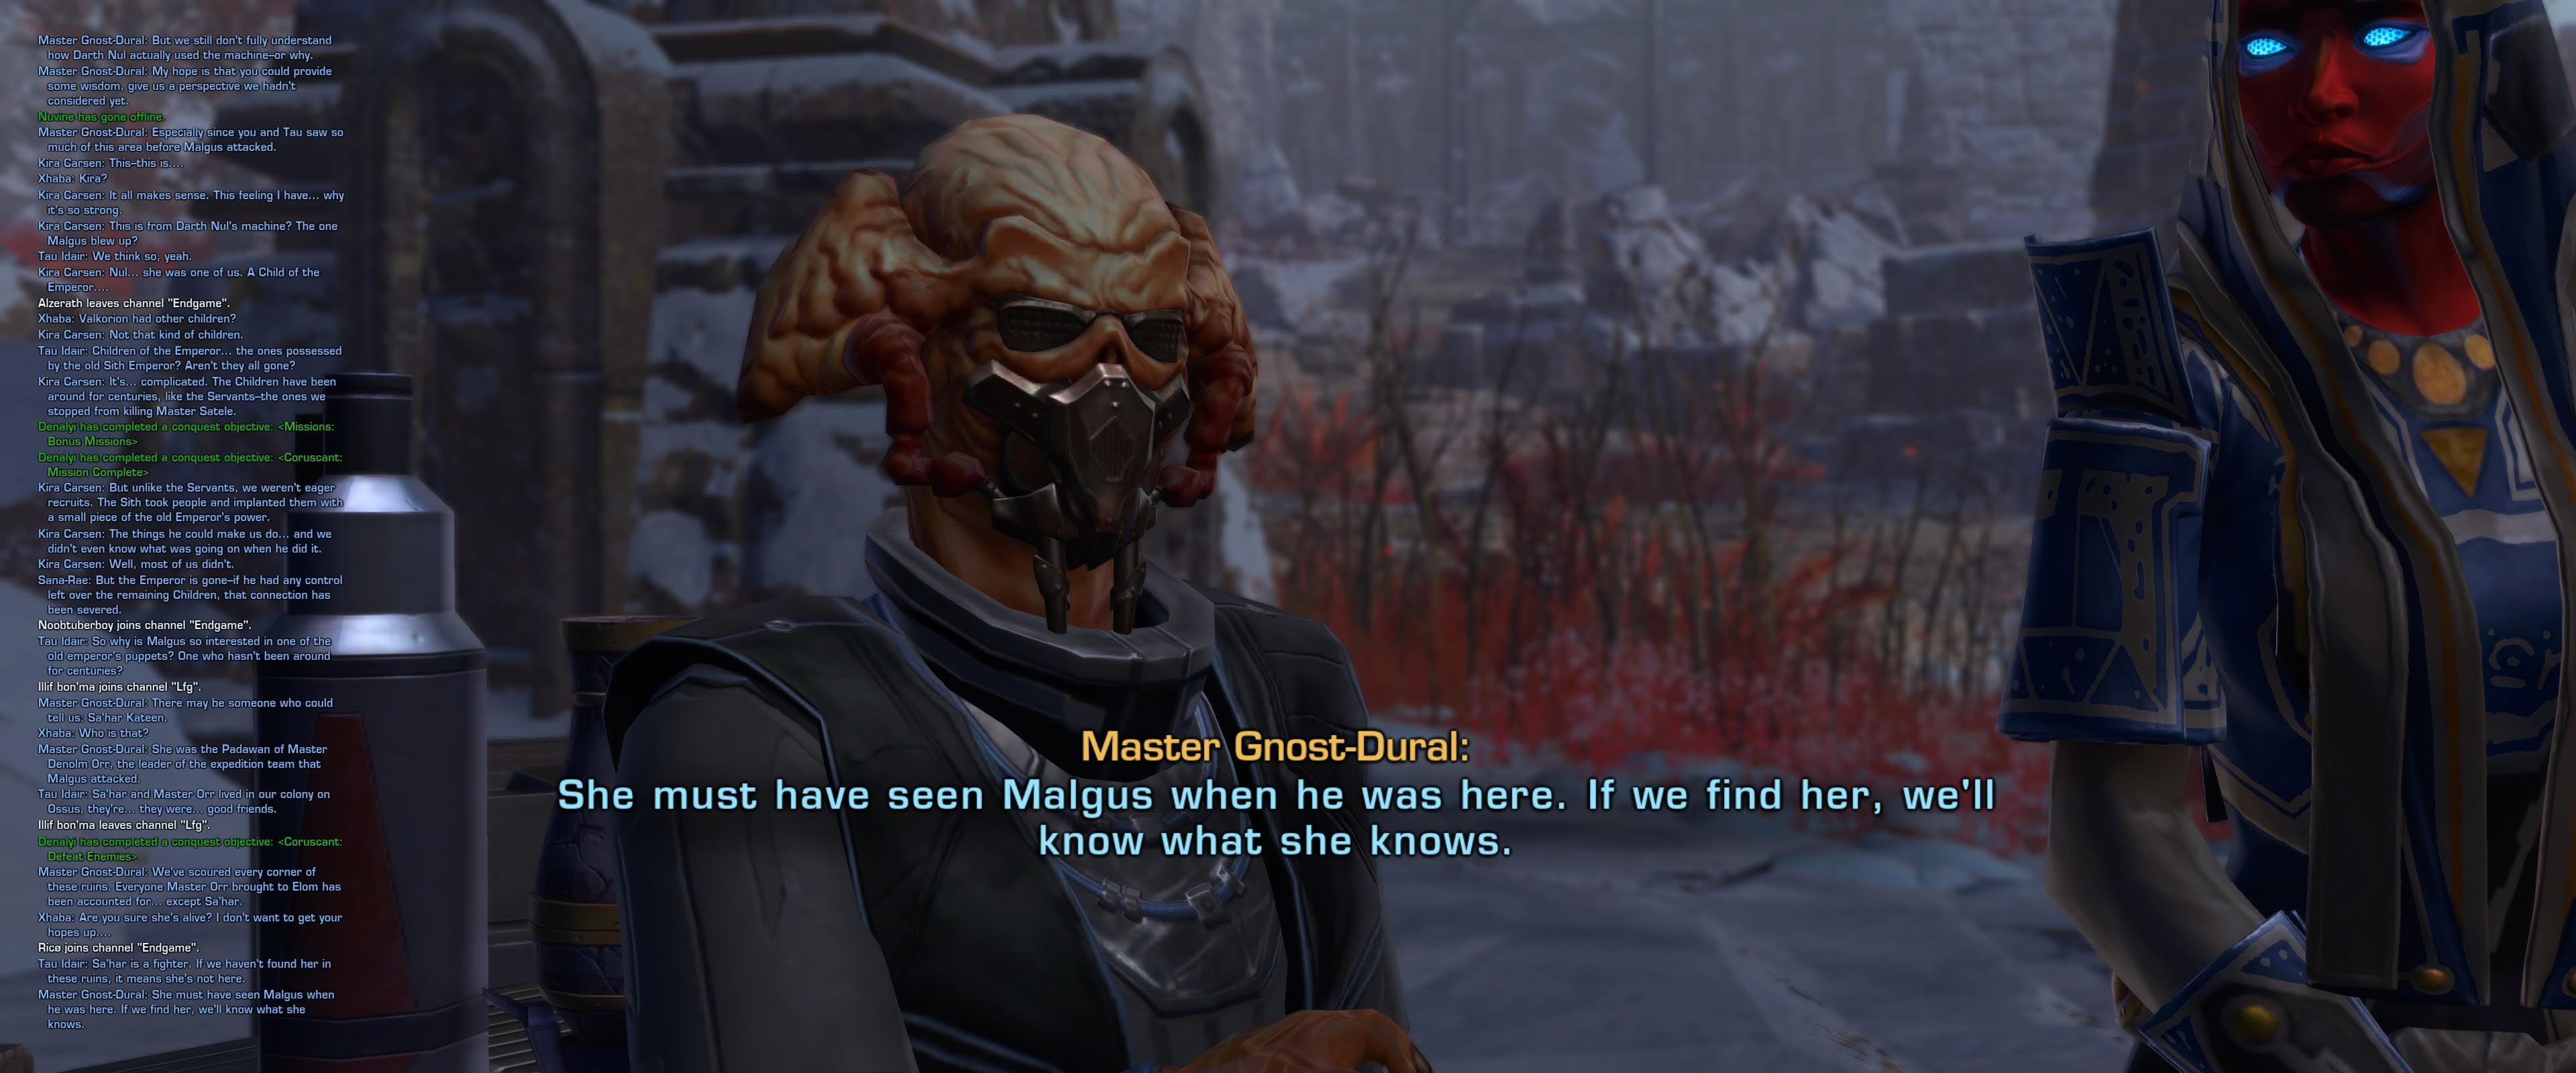 Master Gnost-Dural: But we still don't fully understand
how Darth Nul actually used the machine–or why.
Master Gnost-Dural: My hope is that you could provide
some wisdom, give us a perspective we hadn't
considered yet.
Nuvine has gone offline.
Master Gnost-Dural: Especially since you and Tau saw so
much of this area before Malgus attacked.
Kira Carsen: This–this is....
Xhaba: Kira?
Kira Carsen: It all makes sense. This feeling I have... why
it's so strong.
Kira Carsen: This is from Darth Nul's machine? The one
Malgus blew up?
Tau Idair: We think so, yeah.
Kira Carsen: Nul... she was one of us. A Child of the
Emperor....
Alzerath leaves channel "Endgame".
Xhaba: Valkorion had other children?
Kira Carsen: Not that kind of children.
Tau Idair: Children of the Emperor... the ones possessed
by the old Sith Emperor? Aren't they all gone?
Kira Carsen: It's... complicated. The Children have been
around for centuries, like the Servants–the ones we
stopped from killing Master Satele.
Denalyi has completed a conquest objective: <Missions:
Bonus Missions>
Denalyi has completed a conquest objective: <Coruscant:
Mission Complete>
Kira Carsen: But unlike the Servants, we weren't eager
recruits. The Sith took people and implanted them with
a small piece of the old Emperor's power.
Kira Carsen: The things he could make us do... and we
didn't even know what was going on when he did it.
Kira Carsen: Well, most of us didn't.
Sana-Rae: But the Emperor is gone–if he had any control
left over the remaining Children, that connection has
been severed.
Noobtuberboy joins channel "Endgame".
Tau Idair: So why is Malgus so interested in one of the
old emperor's puppets? One who hasn't been around
for centuries?
Illif bon'ma joins channel "Lfg".
Master Gnost-Dural: There may be someone who could
tell us: Sa'har Kateen.
Xhaba: Who is that?
Master Gnost-Dural: She was the Padawan of Master
Denolm Orr, the leader of the expedition team that
Malgus attacked.
Tau Idair: Sa'har and Master Orr lived in our colony on
Ossus, they're... they were... good friends.
Illif bon'ma leaves channel "Lfg".
Denalyi has completed a conquest objective: <Coruscant:
Defeat Enemies>
Master Gnost-Dural: We've scoured every corner of
these ruins. Everyone Master Orr brought to Elom has
been accounted for... except Sa'har.
Xhaba: Are you sure she's alive? I don't want to get your
hopes up....
Ricø joins channel "Endgame".
Tau Idair: Sa'har is a fighter. If we haven't found her in
these ruins, it means she's not here.
Master Gnost-Dural: She must have seen Malgus when
he was here. If we find her, we'll know what she
knows.
Master Gnost-Dural:
She must have seen Malgus when he was here. If we find her, we'll
know what she knows.